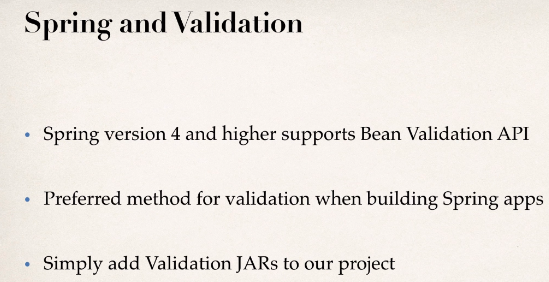 Spring and Validation
• Spring version 4 and higher supports Bean Validation API
• Preferred method for validation when building Spring apps
• Simply add Validation JARs to our project